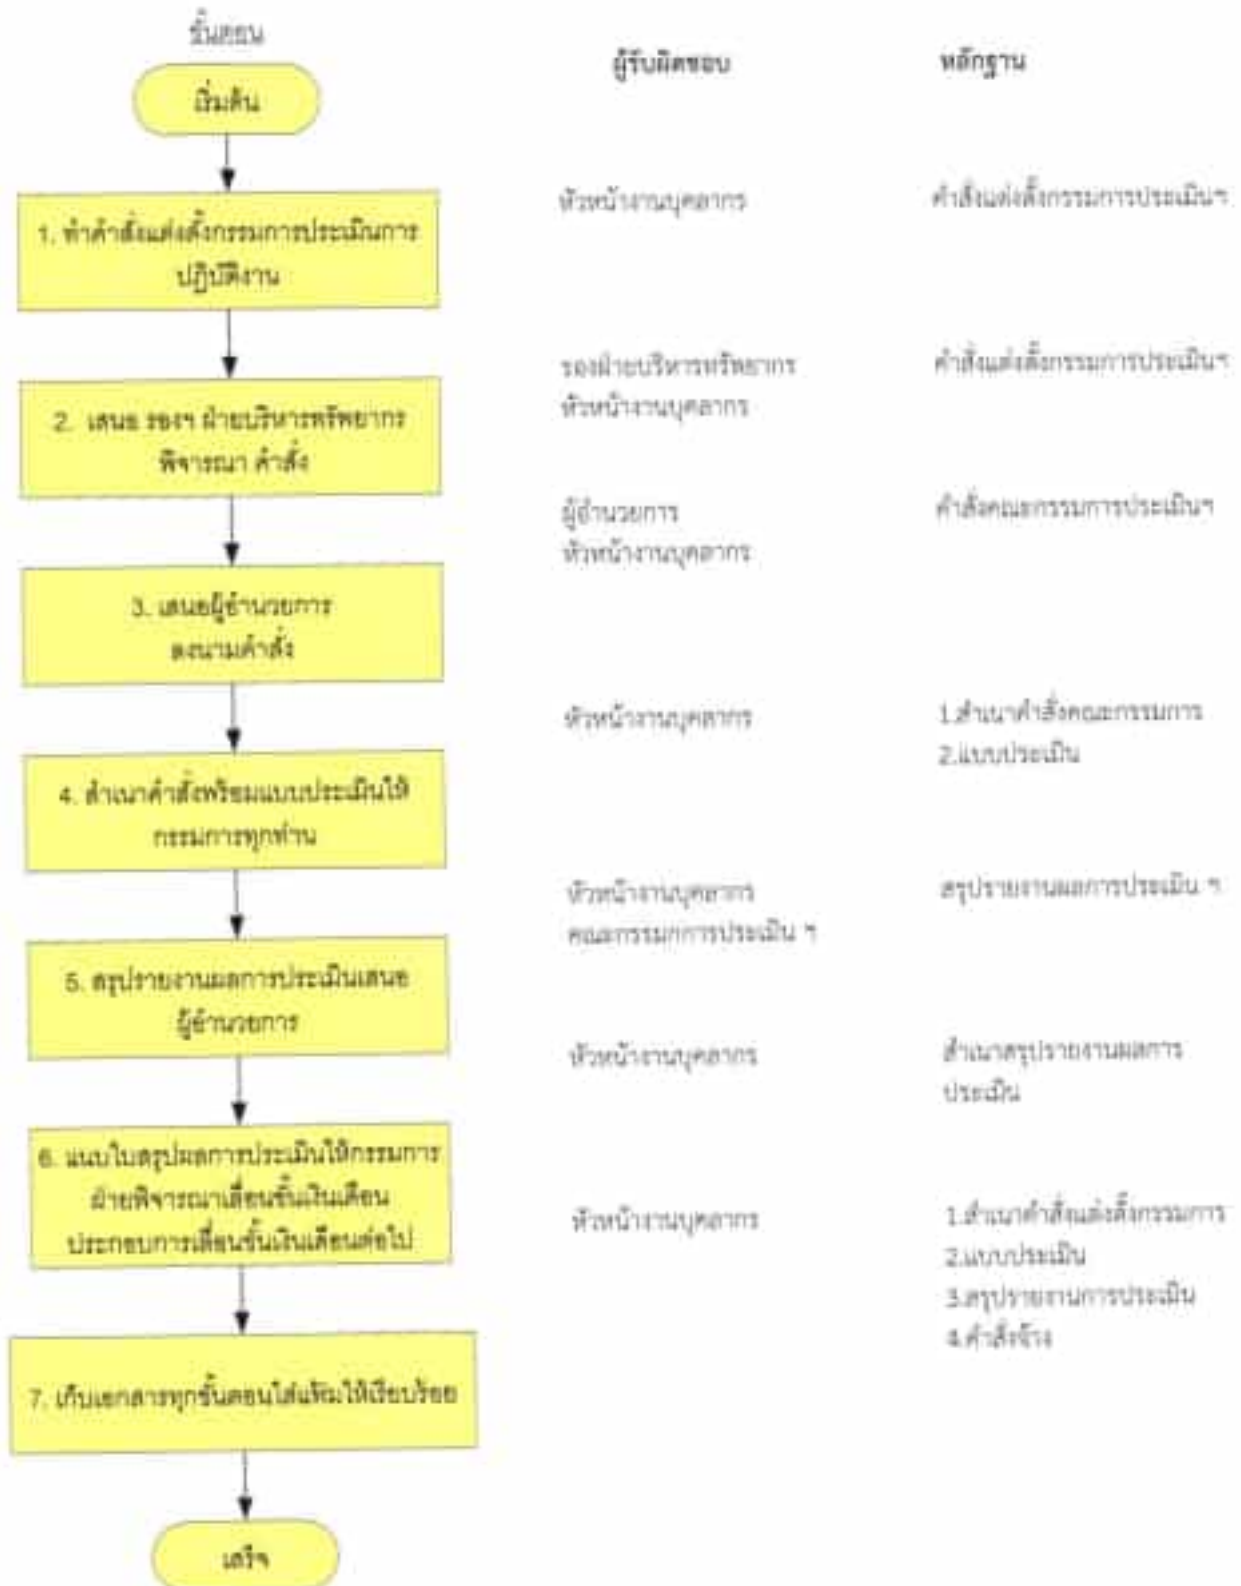 ขั้นตอน
ผู้รับผิดชอบ
หลักฐาน
เริ่มต้น
1. ทำคำสั่งแต่งตั้งกรรมการประเมินการ
ปฏิบัติงาน
หัวหน้างานบุคลากร
คำสั่งแต่งตั้งกรรมการประเมินฯ
2. เสนอ รองฯ ฝ่ายบริหารทรัพยากร
พิจารณา คำสั่ง
รองฝ่ายบริหารทรัพยากร
หัวหน้างานบุคลากร
คำสั่งแต่งตั้งกรรมการประเมินฯ
3. เสนอผู้อำนวยการ
ลงนามคำสั่ง
ผู้อำนวยการ
หัวหน้างานบุคลากร
คำสั่งคณะกรรมการประเมินฯ
4. สำเนาคำสั่งพร้อมแบบประเมินให้
กรรมการทุกท่าน
หัวหน้างานบุคลากร
1.สำเนาคำสั่งคณะกรรมการ
2.แบบประเมิน
5. สรุปรายงานผลการประเมินเสนอ
ผู้อำนวยการ
หัวหน้างานบุคลากร
คณะกรรมกการประเมิน ฯ
สรุปรายงานผลการประเมิน ฯ
6. แนบใบสรุปผลการประเมินให้กรรมการ
ฝ่ายพิจารณาเลื่อนขั้นเงินเดือน
ประกอบการเลื่อนขั้นเงินเดือนต่อไป
หัวหน้างานบุคลากร
สำเนาสรุปรายงานผลการ
ประเมิน
7. เก็บเอกสารทุกขั้นตอนใส่แฟ้มให้เรียบร้อย
หัวหน้างานบุคลากร
1.สำเนาคำสั่งแต่งตั้งกรรมการ
2.แบบประเมิน
3.สรุปรายงานการประเมิน
4.คำสั่งจ้าง
เสร็จ